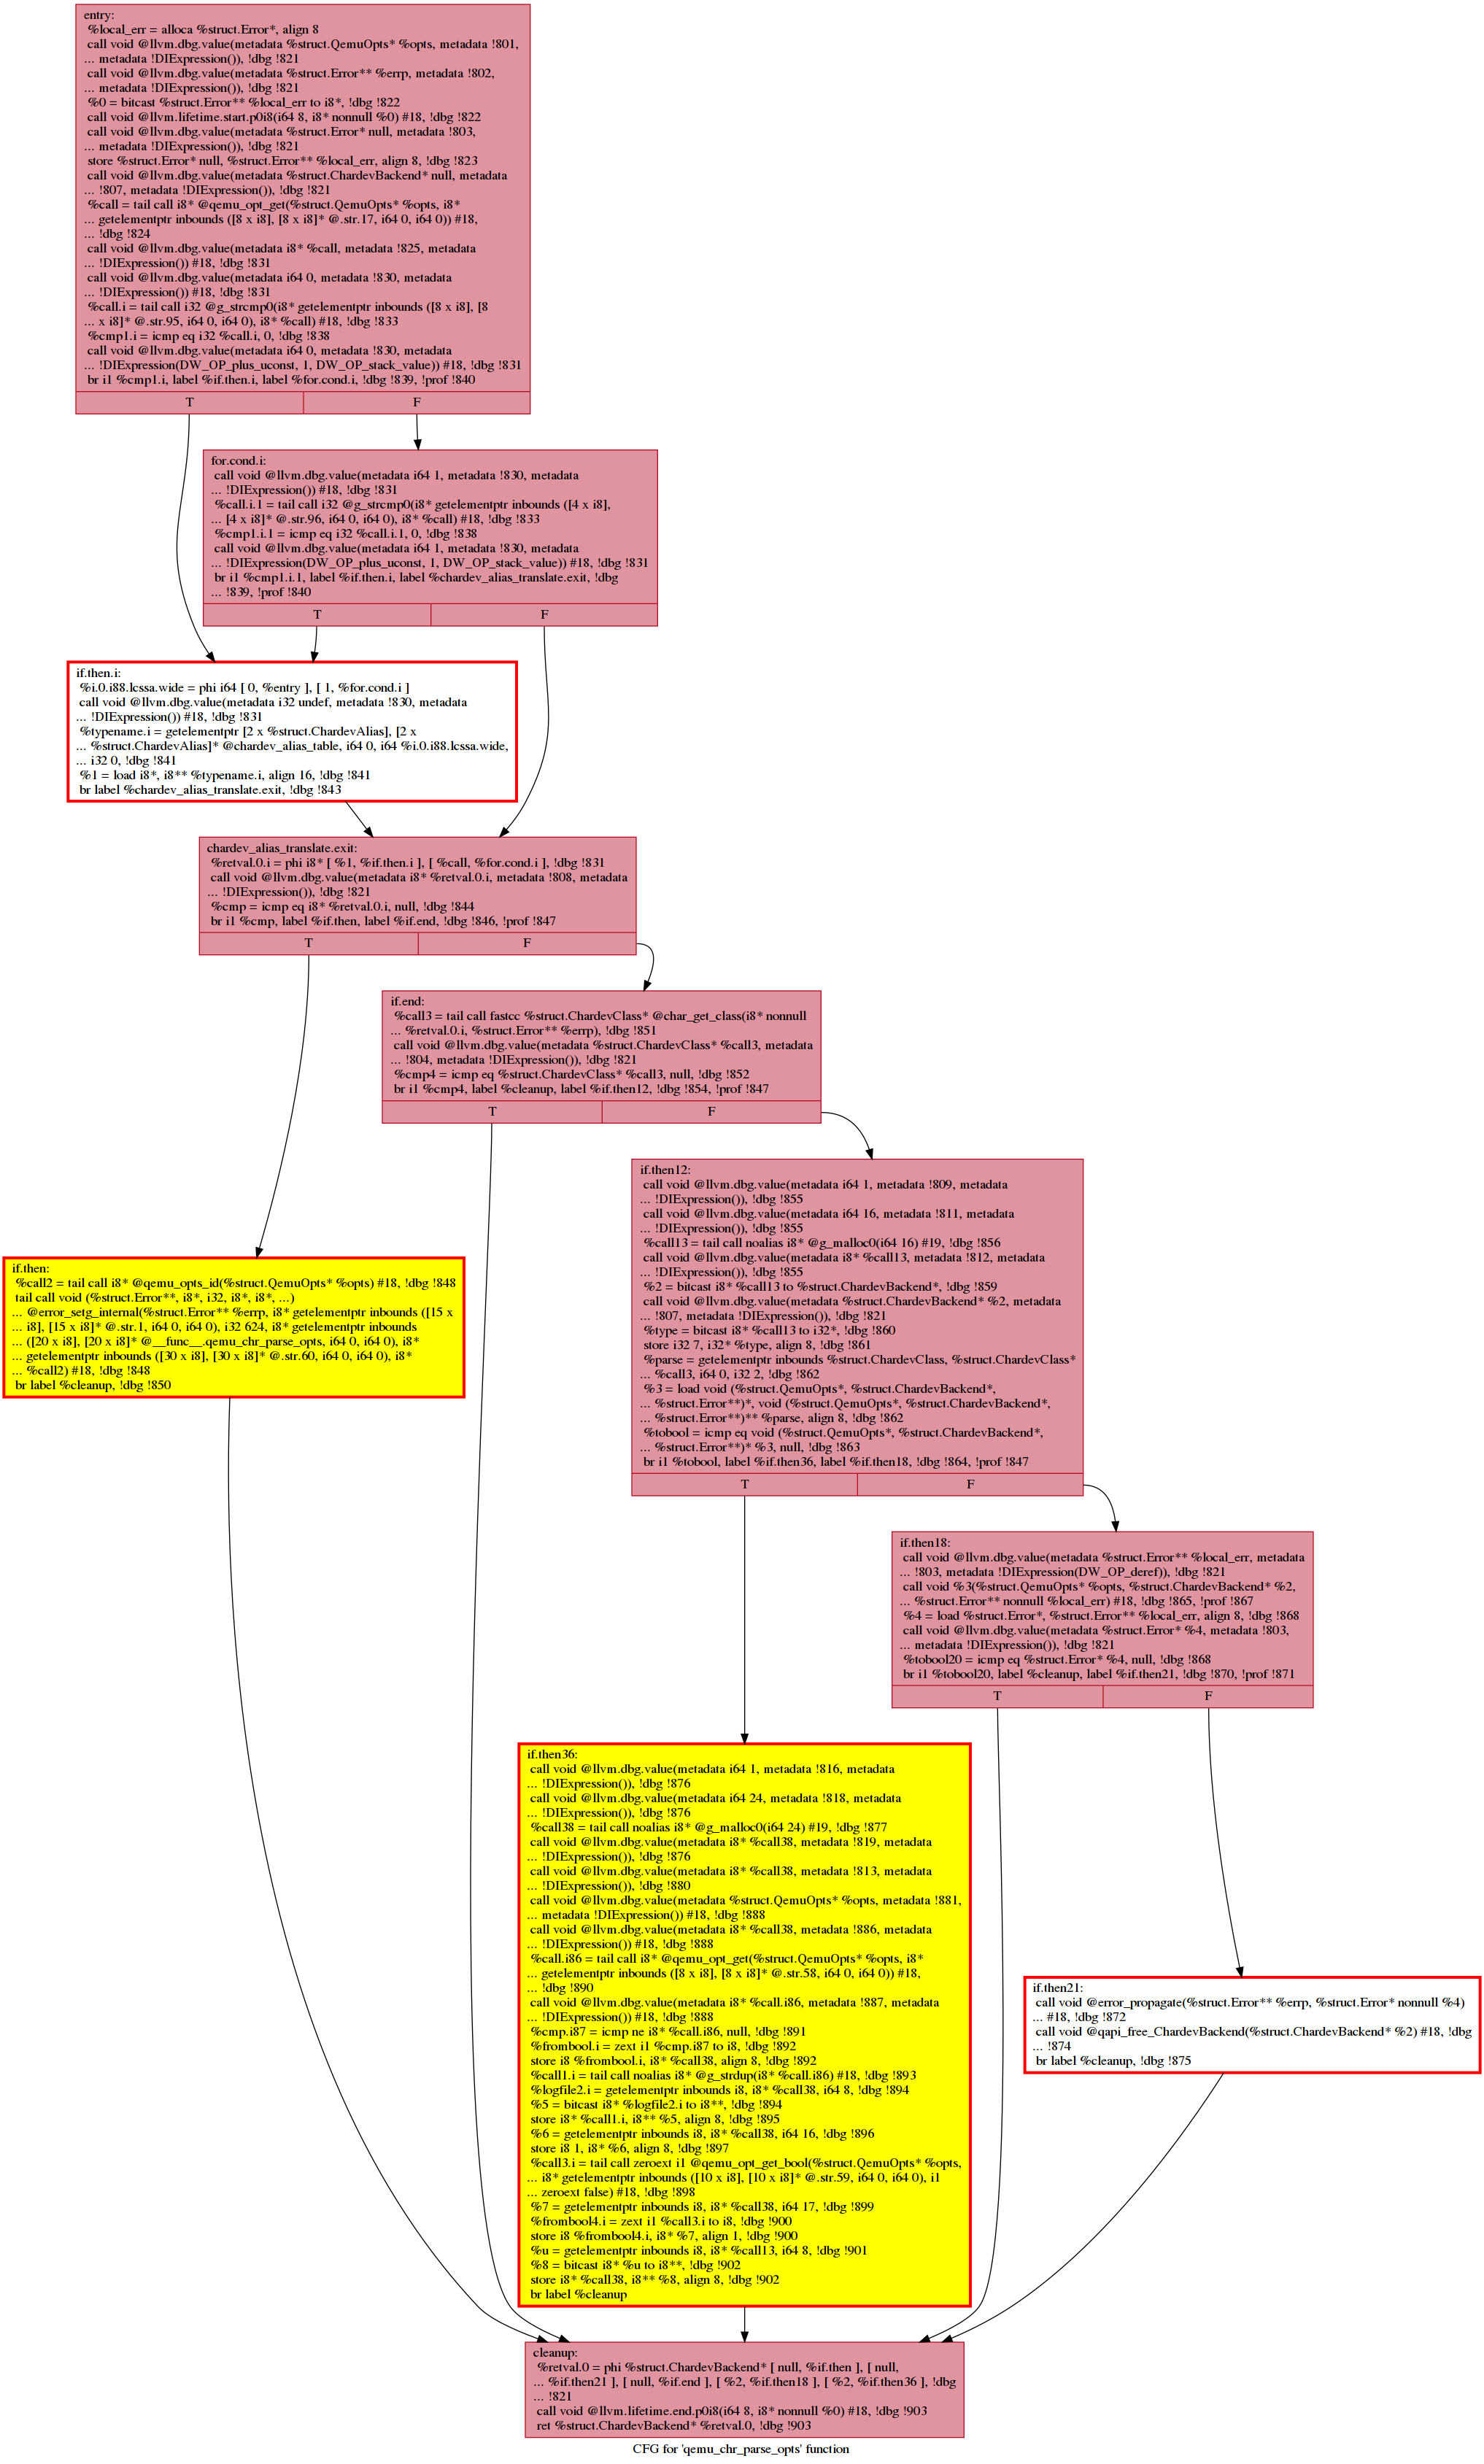 entry:
%local_err = alloca %struct.Error*, align 8
call void @llvm.dbg.value(metadata %struct.QemuOpts* %opts, metadata !801,
... metadata !DIExpression()), !dbg !821
call void @llvm.dbg.value(metadata %struct.Error** %errp, metadata !802,
... metadata !DIExpression()), !dbg !821
%0 = bitcast %struct.Error** %local_err to i8*, !dbg !822
call void @llvm.lifetime.start.p0i8(i64 8, i8* nonnull %0) #18, !dbg !822
call void @llvm.dbg.value(metadata %struct.Error* null, metadata !803,
... metadata !DIExpression()), !dbg !821
store %struct.Error* null, %struct.Error** %local_err, align 8, !dbg !823
call void @llvm.dbg.value(metadata %struct.ChardevBackend* null, metadata
... !807, metadata !DIExpression()), !dbg !821
%call = tail call i8* @qemu_opt_get(%struct.QemuOpts* %opts, i8*
... getelementptr inbounds ([8 x i8], [8 x i8]* @.str.17, i64 0, i64 0)) #18,
... !dbg !824
call void @llvm.dbg.value(metadata i8* %call, metadata !825, metadata
... !DIExpression()) #18, !dbg !831
call void @llvm.dbg.value(metadata i64 0, metadata !830, metadata
... !DIExpression()) #18, !dbg !831
%call.i = tail call i32 @g_strcmp0(i8* getelementptr inbounds ([8 x i8], [8
... x i8]* @.str.95, i64 0, i64 0), i8* %call) #18, !dbg !833
%cmp1.i = icmp eq i32 %call.i, 0, !dbg !838
call void @llvm.dbg.value(metadata i64 0, metadata !830, metadata
... !DIExpression(DW_OP_plus_uconst, 1, DW_OP_stack_value)) #18, !dbg !831
br i1 %cmp1.i, label %if.then.i, label %for.cond.i, !dbg !839, !prof !840
T F
for.cond.i:
call void @llvm.dbg.value(metadata i64 1, metadata !830, metadata
... !DIExpression()) #18, !dbg !831
%call.i.1 = tail call i32 @g_strcmp0(i8* getelementptr inbounds ([4 x i8],
... [4 x i8]* @.str.96, i64 0, i64 0), i8* %call) #18, !dbg !833
%cmp1.i.1 = icmp eq i32 %call.i.1, 0, !dbg !838
call void @llvm.dbg.value(metadata i64 1, metadata !830, metadata
... !DIExpression(DW_OP_plus_uconst, 1, DW_OP_stack_value)) #18, !dbg !831
br i1 %cmp1.i.1, label %if.then.i, label %chardev_alias_translate.exit, !dbg
... !839, !prof !840
T F
if.then.i:
%i.0.i88.lcssa.wide = phi i64 [ 0, %entry ], [ 1, %for.cond.i ]
call void @llvm.dbg.value(metadata i32 undef, metadata !830, metadata
... !DIExpression()) #18, !dbg !831
%typename.i = getelementptr [2 x %struct.ChardevAlias], [2 x
... %struct.ChardevAlias]* @chardev_alias_table, i64 0, i64 %i.0.i88.lcssa.wide,
... i32 0, !dbg !841
%1 = load i8*, i8** %typename.i, align 16, !dbg !841
br label %chardev_alias_translate.exit, !dbg !843
chardev_alias_translate.exit:
%retval.0.i = phi i8* [ %1, %if.then.i ], [ %call, %for.cond.i ], !dbg !831
call void @llvm.dbg.value(metadata i8* %retval.0.i, metadata !808, metadata
... !DIExpression()), !dbg !821
%cmp = icmp eq i8* %retval.0.i, null, !dbg !844
br i1 %cmp, label %if.then, label %if.end, !dbg !846, !prof !847
T F
if.end:
%call3 = tail call fastcc %struct.ChardevClass* @char_get_class(i8* nonnull
... %retval.0.i, %struct.Error** %errp), !dbg !851
call void @llvm.dbg.value(metadata %struct.ChardevClass* %call3, metadata
... !804, metadata !DIExpression()), !dbg !821
%cmp4 = icmp eq %struct.ChardevClass* %call3, null, !dbg !852
br i1 %cmp4, label %cleanup, label %if.then12, !dbg !854, !prof !847
T F
if.then12:
call void @llvm.dbg.value(metadata i64 1, metadata !809, metadata
... !DIExpression()), !dbg !855
call void @llvm.dbg.value(metadata i64 16, metadata !811, metadata
... !DIExpression()), !dbg !855
%call13 = tail call noalias i8* @g_malloc0(i64 16) #19, !dbg !856
call void @llvm.dbg.value(metadata i8* %call13, metadata !812, metadata
... !DIExpression()), !dbg !855
%2 = bitcast i8* %call13 to %struct.ChardevBackend*, !dbg !859
call void @llvm.dbg.value(metadata %struct.ChardevBackend* %2, metadata
... !807, metadata !DIExpression()), !dbg !821
%type = bitcast i8* %call13 to i32*, !dbg !860
store i32 7, i32* %type, align 8, !dbg !861
%parse = getelementptr inbounds %struct.ChardevClass, %struct.ChardevClass*
... %call3, i64 0, i32 2, !dbg !862
%3 = load void (%struct.QemuOpts*, %struct.ChardevBackend*,
... %struct.Error**)*, void (%struct.QemuOpts*, %struct.ChardevBackend*,
... %struct.Error**)** %parse, align 8, !dbg !862
%tobool = icmp eq void (%struct.QemuOpts*, %struct.ChardevBackend*,
... %struct.Error**)* %3, null, !dbg !863
br i1 %tobool, label %if.then36, label %if.then18, !dbg !864, !prof !847
T F
if.then:
%call2 = tail call i8* @qemu_opts_id(%struct.QemuOpts* %opts) #18, !dbg !848
tail call void (%struct.Error**, i8*, i32, i8*, i8*, ...)
... @error_setg_internal(%struct.Error** %errp, i8* getelementptr inbounds ([15 x
... i8], [15 x i8]* @.str.1, i64 0, i64 0), i32 624, i8* getelementptr inbounds
... ([20 x i8], [20 x i8]* @__func__.qemu_chr_parse_opts, i64 0, i64 0), i8*
... getelementptr inbounds ([30 x i8], [30 x i8]* @.str.60, i64 0, i64 0), i8*
... %call2) #18, !dbg !848
br label %cleanup, !dbg !850
if.then18:
call void @llvm.dbg.value(metadata %struct.Error** %local_err, metadata
... !803, metadata !DIExpression(DW_OP_deref)), !dbg !821
call void %3(%struct.QemuOpts* %opts, %struct.ChardevBackend* %2,
... %struct.Error** nonnull %local_err) #18, !dbg !865, !prof !867
%4 = load %struct.Error*, %struct.Error** %local_err, align 8, !dbg !868
call void @llvm.dbg.value(metadata %struct.Error* %4, metadata !803,
... metadata !DIExpression()), !dbg !821
%tobool20 = icmp eq %struct.Error* %4, null, !dbg !868
br i1 %tobool20, label %cleanup, label %if.then21, !dbg !870, !prof !871
T F
if.then36:
call void @llvm.dbg.value(metadata i64 1, metadata !816, metadata
... !DIExpression()), !dbg !876
call void @llvm.dbg.value(metadata i64 24, metadata !818, metadata
... !DIExpression()), !dbg !876
%call38 = tail call noalias i8* @g_malloc0(i64 24) #19, !dbg !877
call void @llvm.dbg.value(metadata i8* %call38, metadata !819, metadata
... !DIExpression()), !dbg !876
call void @llvm.dbg.value(metadata i8* %call38, metadata !813, metadata
... !DIExpression()), !dbg !880
call void @llvm.dbg.value(metadata %struct.QemuOpts* %opts, metadata !881,
... metadata !DIExpression()) #18, !dbg !888
call void @llvm.dbg.value(metadata i8* %call38, metadata !886, metadata
... !DIExpression()) #18, !dbg !888
%call.i86 = tail call i8* @qemu_opt_get(%struct.QemuOpts* %opts, i8*
... getelementptr inbounds ([8 x i8], [8 x i8]* @.str.58, i64 0, i64 0)) #18,
... !dbg !890
call void @llvm.dbg.value(metadata i8* %call.i86, metadata !887, metadata
... !DIExpression()) #18, !dbg !888
%cmp.i87 = icmp ne i8* %call.i86, null, !dbg !891
%frombool.i = zext i1 %cmp.i87 to i8, !dbg !892
store i8 %frombool.i, i8* %call38, align 8, !dbg !892
%call1.i = tail call noalias i8* @g_strdup(i8* %call.i86) #18, !dbg !893
%logfile2.i = getelementptr inbounds i8, i8* %call38, i64 8, !dbg !894
%5 = bitcast i8* %logfile2.i to i8**, !dbg !894
store i8* %call1.i, i8** %5, align 8, !dbg !895
%6 = getelementptr inbounds i8, i8* %call38, i64 16, !dbg !896
store i8 1, i8* %6, align 8, !dbg !897
%call3.i = tail call zeroext i1 @qemu_opt_get_bool(%struct.QemuOpts* %opts,
... i8* getelementptr inbounds ([10 x i8], [10 x i8]* @.str.59, i64 0, i64 0), i1
... zeroext false) #18, !dbg !898
%7 = getelementptr inbounds i8, i8* %call38, i64 17, !dbg !899
%frombool4.i = zext i1 %call3.i to i8, !dbg !900
store i8 %frombool4.i, i8* %7, align 1, !dbg !900
%u = getelementptr inbounds i8, i8* %call13, i64 8, !dbg !901
%8 = bitcast i8* %u to i8**, !dbg !902
store i8* %call38, i8** %8, align 8, !dbg !902
br label %cleanup
if.then21:
call void @error_propagate(%struct.Error** %errp, %struct.Error* nonnull %4)
... #18, !dbg !872
call void @qapi_free_ChardevBackend(%struct.ChardevBackend* %2) #18, !dbg
... !874
br label %cleanup, !dbg !875
cleanup:
%retval.0 = phi %struct.ChardevBackend* [ null, %if.then ], [ null,
... %if.then21 ], [ null, %if.end ], [ %2, %if.then18 ], [ %2, %if.then36 ], !dbg
... !821
call void @llvm.lifetime.end.p0i8(i64 8, i8* nonnull %0) #18, !dbg !903
ret %struct.ChardevBackend* %retval.0, !dbg !903
CFG for 'qemu_chr_parse_opts' function